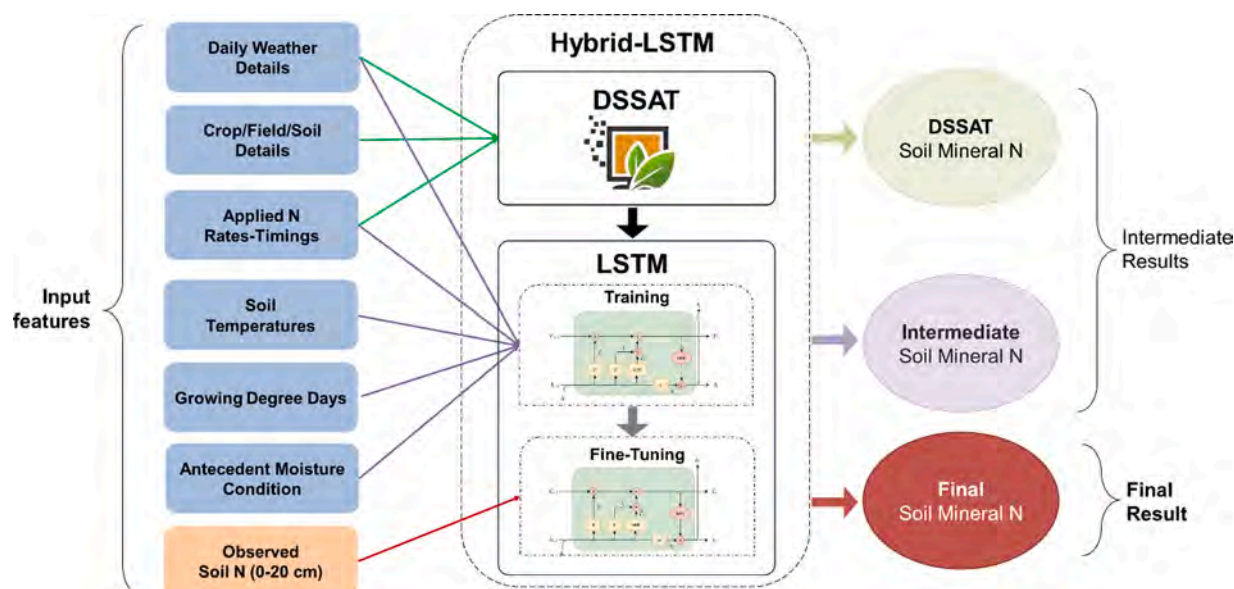 Input
features
Daily Weather
Details
Crop/Field/Soil
Details
Applied N
Rates-Timings
Soil
Temperatures
Growing Degree Days
Antecedent Moisture
Condition
Observed
Soil N (0-20 cm)
Hybrid-LSTM
DSSAT
LSTM
Training
Fine-Tuning
DSSAT
Soil Mineral N
Intermediate
Soil Mineral N
Final
Soil Mineral N
Intermediate
Results
Final
Result